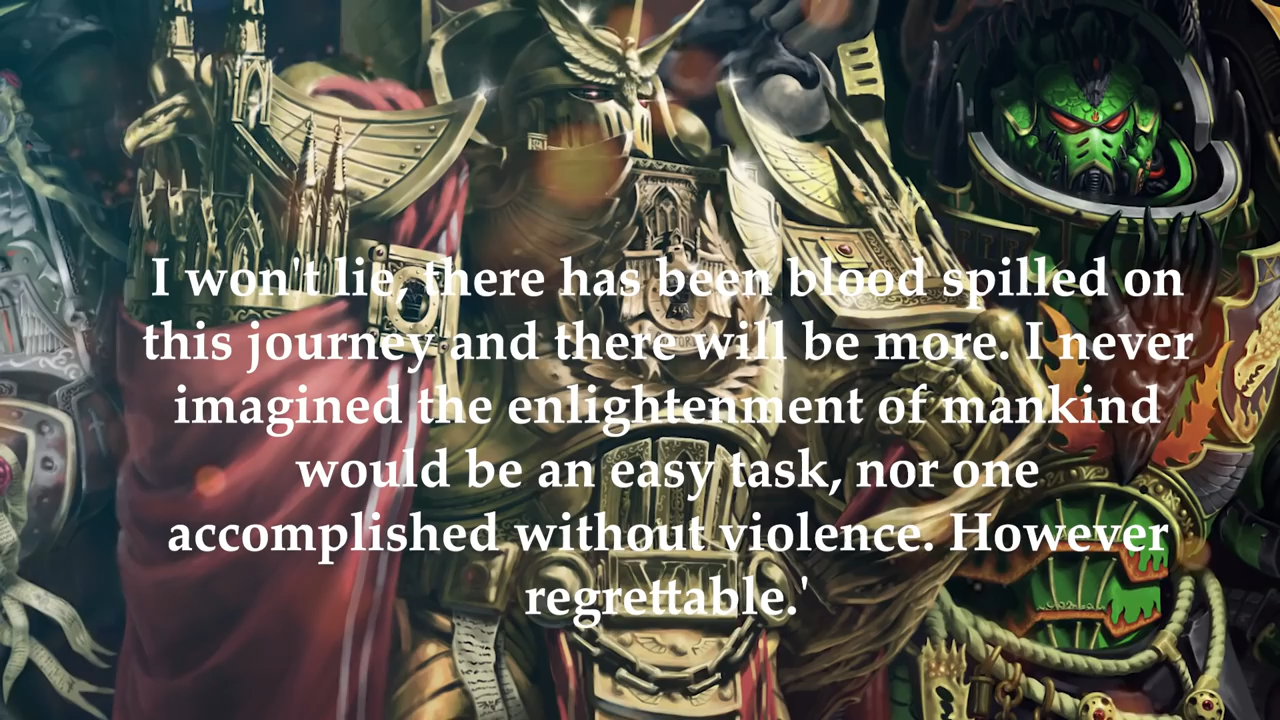 I won't lie, there has been blood spilled on
this journey and there will be more. I never
imagined the enlightenment of mankind
would be an easy task, nor one
accomplished without violence. However
regrettable.'
VII